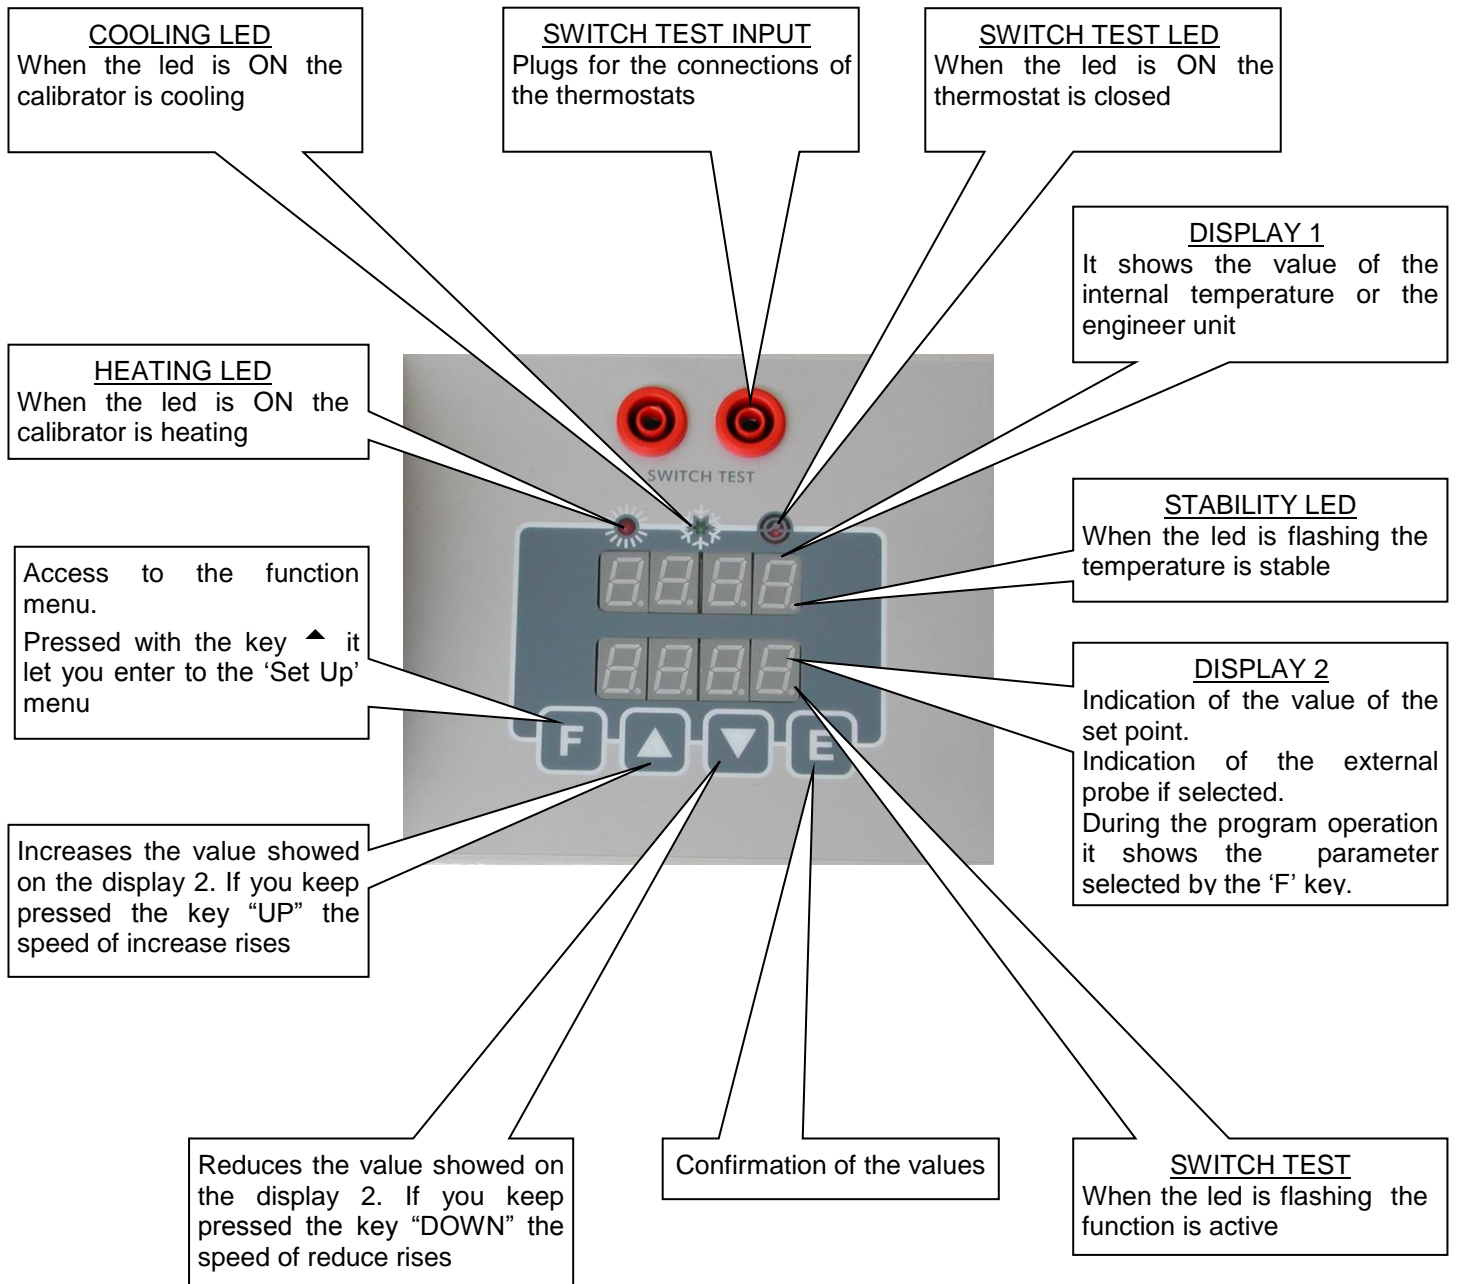 COOLING LED
When the led is ON the
calibrator is cooling
SWITCH TEST INPUT
Plugs for the connections of
the thermostats
SWITCH TEST LED
When the led is ON the
thermostat is closed
DISPLAY 1
It shows the value of the
internal temperature or the
engineer unit
HEATING LED
When the led is ON the
calibrator is heating
SWITCH TEST
STABILITY LED
When the led is flashing the
temperature is stable
Access to the function
menu.
Pressed with the key ▲ it
let you enter to the ‘Set Up’
menu
DISPLAY 2
Indication of the value of the
set point.
Indication of the external
probe if selected.
During the program operation
it shows the parameter
selected by the ‘F’ key.
F ▲ ▼ E
Increases the value showed
on the display 2. If you keep
pressed the key “UP” the
speed of increase rises
Reduces the value showed on
the display 2. If you keep
pressed the key “DOWN” the
speed of reduce rises
Confirmation of the values
SWITCH TEST
When the led is flashing the
function is active